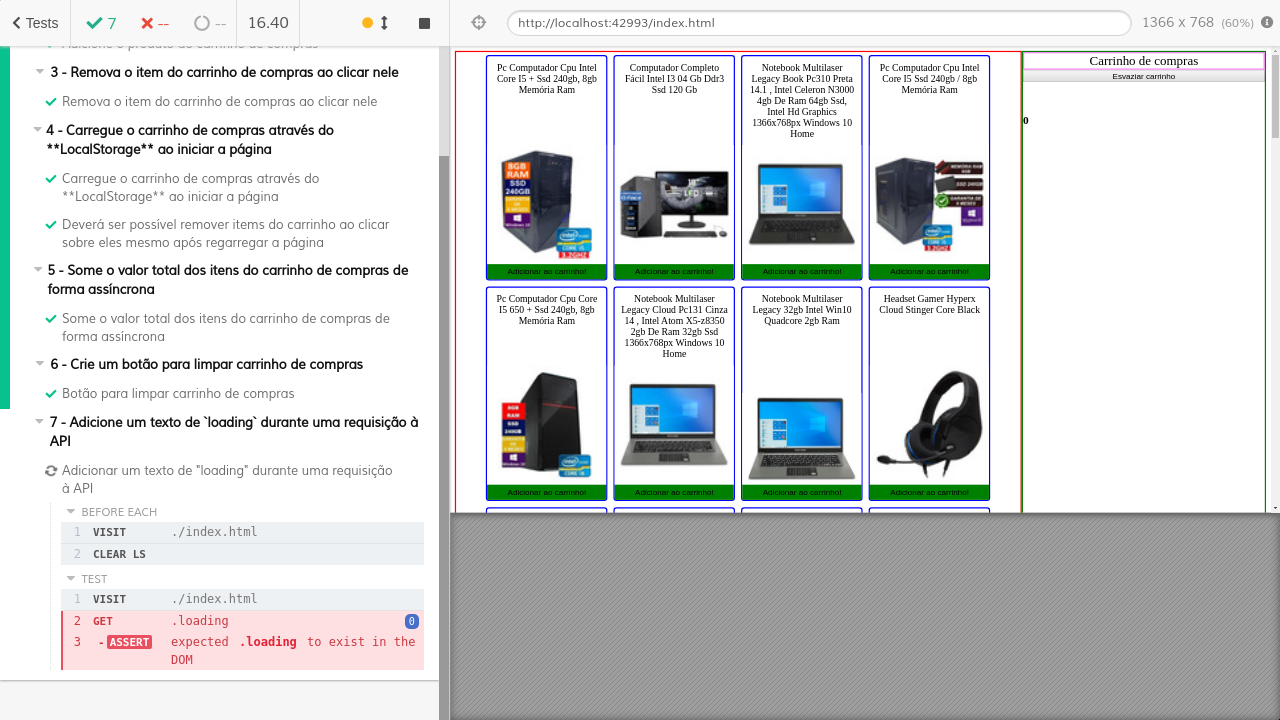 Tests
7
--
--
16.40
http://localhost:42993/index.html
1366 x 768 (60%)
Adicione o produto ao carrinho de compras
3 - Remova o item do carrinho de compras ao clicar nele
Remova o item do carrinho de compras ao clicar nele
4 - Carregue o carrinho de compras através do
**LocalStorage** ao iniciar a página
Carregue o carrinho de compras através do
**LocalStorage** ao iniciar a página
Deverá ser possível remover items do carrinho ao clicar
sobre eles mesmo após regarregar a página
5 - Some o valor total dos itens do carrinho de compras de
forma assíncrona
Some o valor total dos itens do carrinho de compras de
forma assíncrona
6 - Crie um botão para limpar carrinho de compras
Botão para limpar carrinho de compras
7 - Adicione um texto de `loading` durante uma requisição à
API
Adicionar um texto de "loading" durante uma requisição
à API
BEFORE EACH
1 VISIT ./index.html
2 CLEAR LS
TEST
1 VISIT ./index.html
2 GET .loading 0
3 - ASSERT expected .loading to exist in the
DOM
Pc Computador Cpu Intel
Core I5 + Ssd 240gb, 8gb
Memória Ram
Adicionar ao carrinho!
Computador Completo
Fácil Intel I3 04 Gb Ddr3
Ssd 120 Gb
Adicionar ao carrinho!
Notebook Multilaser
Legacy Book Pc310 Preta
14.1 , Intel Celeron N3000
4gb De Ram 64gb Ssd,
Intel Hd Graphics
1366x768px Windows 10
Home
Adicionar ao carrinho!
Pc Computador Cpu Intel
Core I5 Ssd 240gb / 8gb
Memória Ram
Adicionar ao carrinho!
Pc Computador Cpu Core
I5 650 + Ssd 240gb, 8gb
Memória Ram
Adicionar ao carrinho!
Notebook Multilaser
Legacy Cloud Pc131 Cinza
14 , Intel Atom X5-z8350
2gb De Ram 32gb Ssd
1366x768px Windows 10
Home
Adicionar ao carrinho!
Notebook Multilaser
Legacy 32gb Intel Win10
Quadcore 2gb Ram
Adicionar ao carrinho!
Headset Gamer Hyperx
Cloud Stinger Core Black
Adicionar ao carrinho!
Carrinho de compras
Esvaziar carrinho
0
8GB
RAM
SSD
240GB